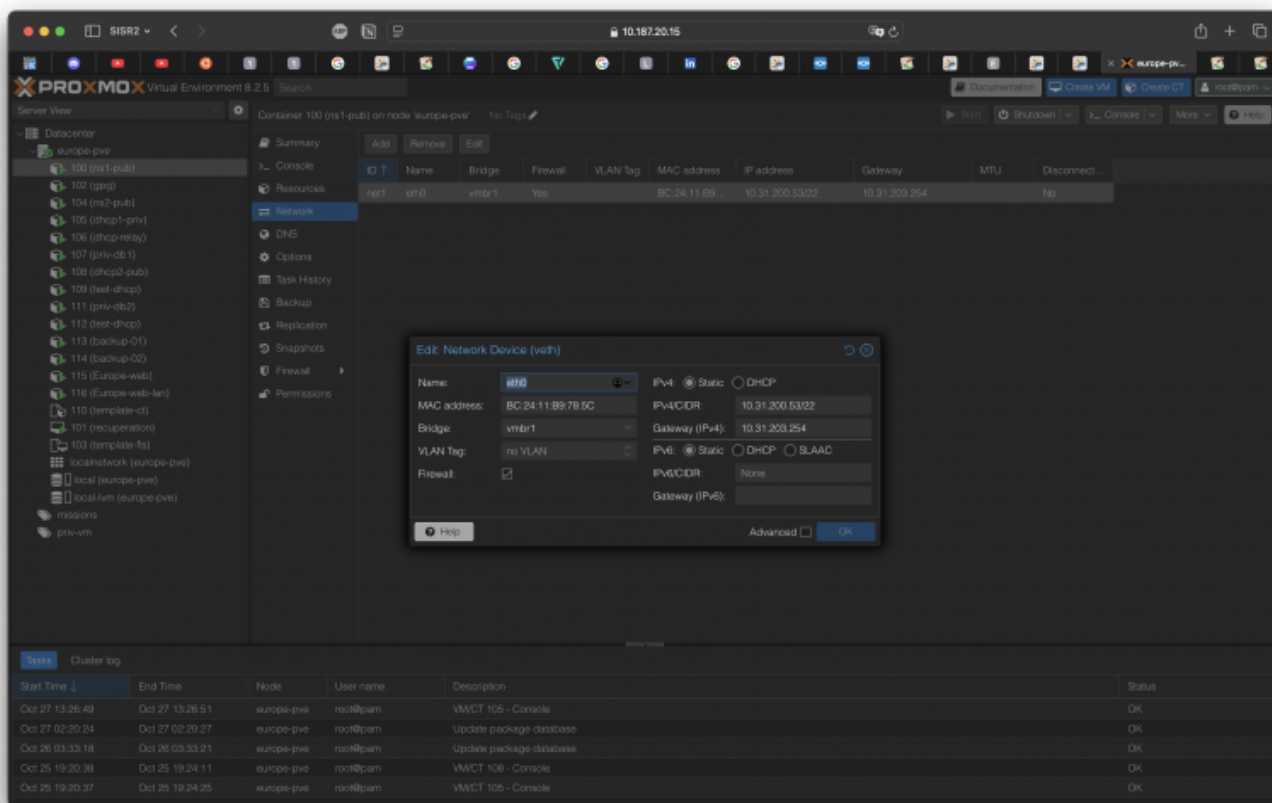 SISR2
10.187.20.15
europe-pv...
PROXMOX Virtual Environment 8.2.5 Search
Documentation Create VM Create CT root@pam
Server View
Container 100 (ns1-pub) on node 'europe-pve' No Tags
Start Shutdown Console More Help
Datacenter
europe-pve
100 (ns1-pub)
102 (gpg)
104 (ns2-pub)
105 (dhcp1-priv)
106 (dhcp-relay)
107 (priv-db1)
108 (dhcp2-pub)
109 (test-dhcp)
111 (priv-db2)
112 (test-dhcp)
113 (backup-01)
114 (backup-02)
115 (Europe-web)
116 (Europe-web-lan)
110 (template-ct)
101 (recuperation)
103 (template-fis)
localnetwork (europe-pve)
local (europe-pve)
local-lvm (europe-pve)
missions
priv-vm
Summary
Console
Resources
Network
DNS
Options
Task History
Backup
Replication
Snapshots
Firewall
Permissions
Add Remove Edit
ID Name Bridge Firewall VLAN Tag MAC address IP address Gateway MTU Disconnect...
net1 eth0 vmbr1 Yes BC:24:11:B9... 10.31.200.53/22 10.31.203.254 No
Edit: Network Device (veth)
Name: eth0
MAC address: BC:24:11:B9:78:5C
Bridge: vmbr1
VLAN Tag: no VLAN
Firewall:
IPv4: Static DHCP
IPv4/CIDR: 10.31.200.53/22
Gateway (IPv4): 10.31.203.254
IPv6: Static DHCP SLAAC
IPv6/CIDR: None
Gateway (IPv6):
Help
Advanced OK
Tasks Cluster log
Start Time End Time Node User name Description Status
Oct 27 13:26:49 Oct 27 13:26:51 europe-pve root@pam VM/CT 105 - Console OK
Oct 27 02:20:24 Oct 27 02:20:27 europe-pve root@pam Update package database OK
Oct 26 03:33:18 Oct 26 03:33:21 europe-pve root@pam Update package database OK
Oct 25 19:20:39 Oct 25 19:24:11 europe-pve root@pam VM/CT 108 - Console OK
Oct 25 19:20:37 Oct 25 19:24:25 europe-pve root@pam VM/CT 105 - Console OK